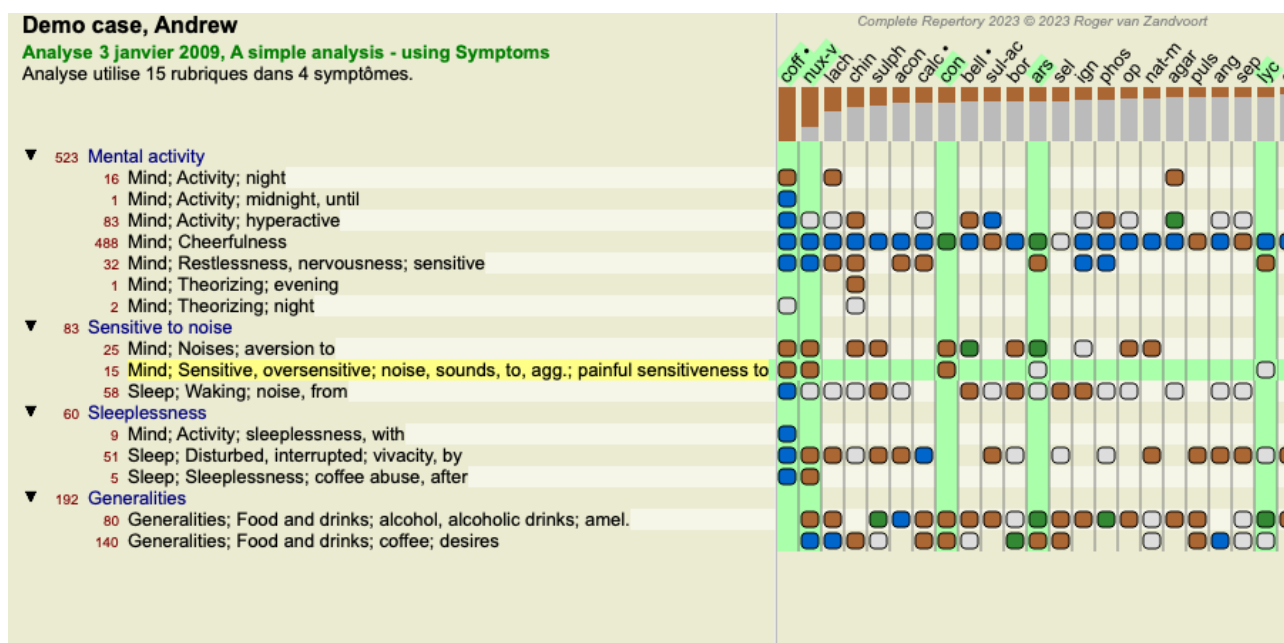 Demo case, Andrew
Complete Repertory 2023 © 2023 Roger van Zandvoort
Analyse 3 janvier 2009, A simple analysis - using Symptoms
Analyse utilise 15 rubriques dans 4 symptômes.
coff • nux-v lach chin sulph acon calc • con bell • sul-ac bor ars sel ign phos op nat-m agar puls ang sep lyc
▼ 523 Mental activity
16 Mind; Activity; night
1 Mind; Activity; midnight, until
83 Mind; Activity; hyperactive
488 Mind; Cheerfulness
32 Mind; Restlessness, nervousness; sensitive
1 Mind; Theorizing; evening
2 Mind; Theorizing; night
▼ 83 Sensitive to noise
25 Mind; Noises; aversion to
15 Mind; Sensitive, oversensitive; noise, sounds, to, agg.; painful sensitiveness to
58 Sleep; Waking; noise, from
▼ 60 Sleeplessness
9 Mind; Activity; sleeplessness, with
51 Sleep; Disturbed, interrupted; vivacity, by
5 Sleep; Sleeplessness; coffee abuse, after
▼ 192 Generalities
80 Generalities; Food and drinks; alcohol, alcoholic drinks; amel.
140 Generalities; Food and drinks; coffee; desires